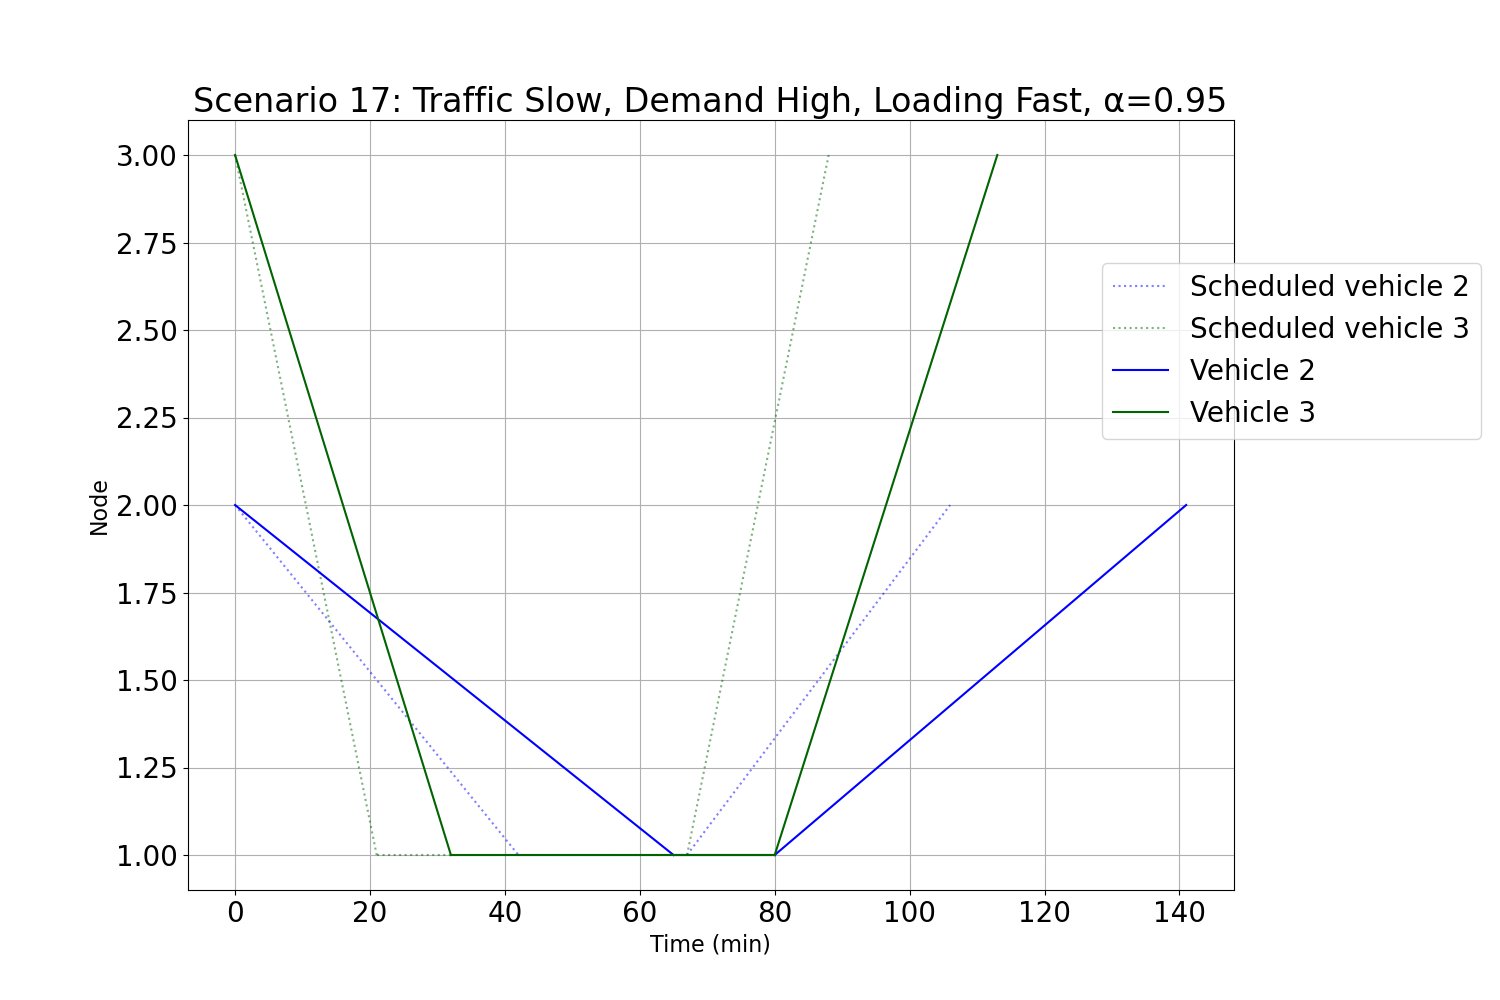 Scenario 17: Traffic Slow, Demand High, Loading Fast, α=0.95
3.00
2.75
2.50
2.25
2.00
1.75
1.50
1.25
1.00
Node
Scheduled vehicle 2
Scheduled vehicle 3
Vehicle 2
Vehicle 3
0 20 40 60 80 100 120 140
Time (min)